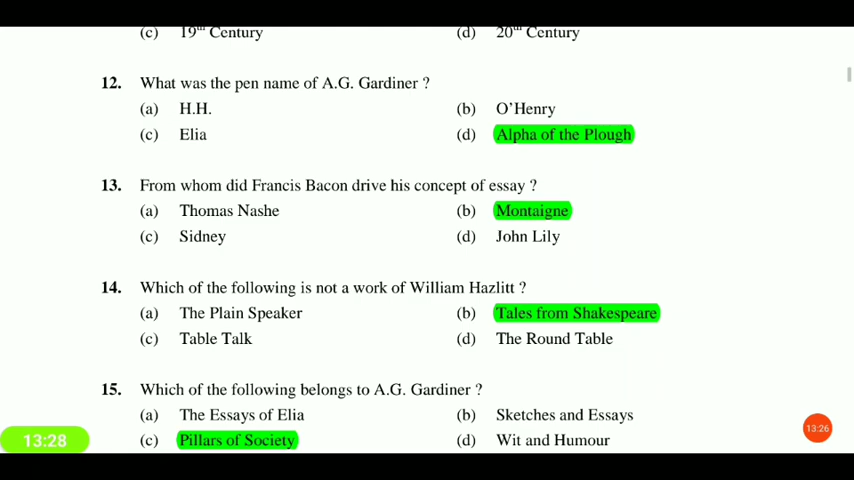 (c) 19th Century (d) 20th Century
12. What was the pen name of A.G. Gardiner ?
(a) H.H. (b) O'Henry
(c) Elia (d) Alpha of the Plough
13. From whom did Francis Bacon drive his concept of essay ?
(a) Thomas Nashe (b) Montaigne
(c) Sidney (d) John Lily
14. Which of the following is not a work of William Hazlitt ?
(a) The Plain Speaker (b) Tales from Shakespeare
(c) Table Talk (d) The Round Table
15. Which of the following belongs to A.G. Gardiner ?
(a) The Essays of Elia (b) Sketches and Essays
(c) Pillars of Society (d) Wit and Humour
13:28
13:26